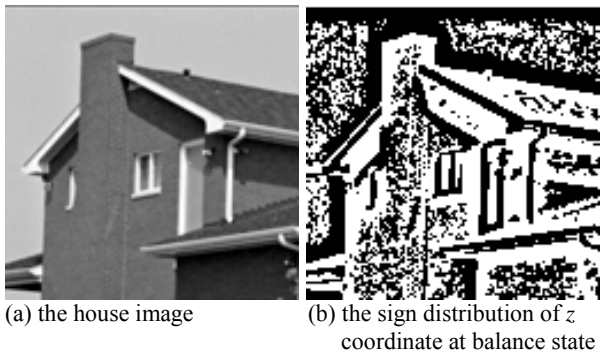 (a) the house image
(b) the sign distribution of z
coordinate at balance state